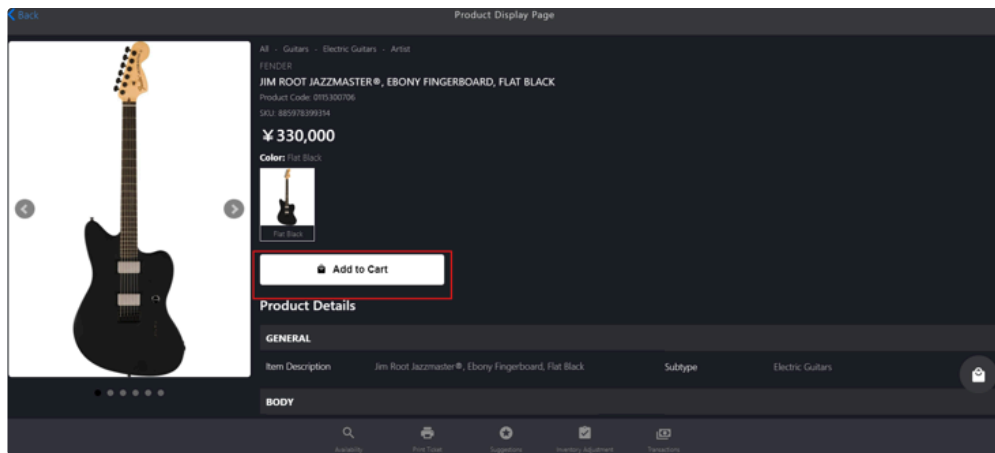 Back
Product Display Page
All - Guitars - Electric Guitars - Artist
FENDER
JIM ROOT JAZZMASTER®, EBONY FINGERBOARD, FLAT BLACK
Product Code: 0115300706
SKU: 885978399314
¥330,000
Color: Flat Black
Flat Black
Add to Cart
Product Details
GENERAL
Item Description Jim Root Jazzmaster®, Ebony Fingerboard, Flat Black Subtype Electric Guitars
BODY
Availability Print Ticket Suggestions Inventory Adjustment Transactions